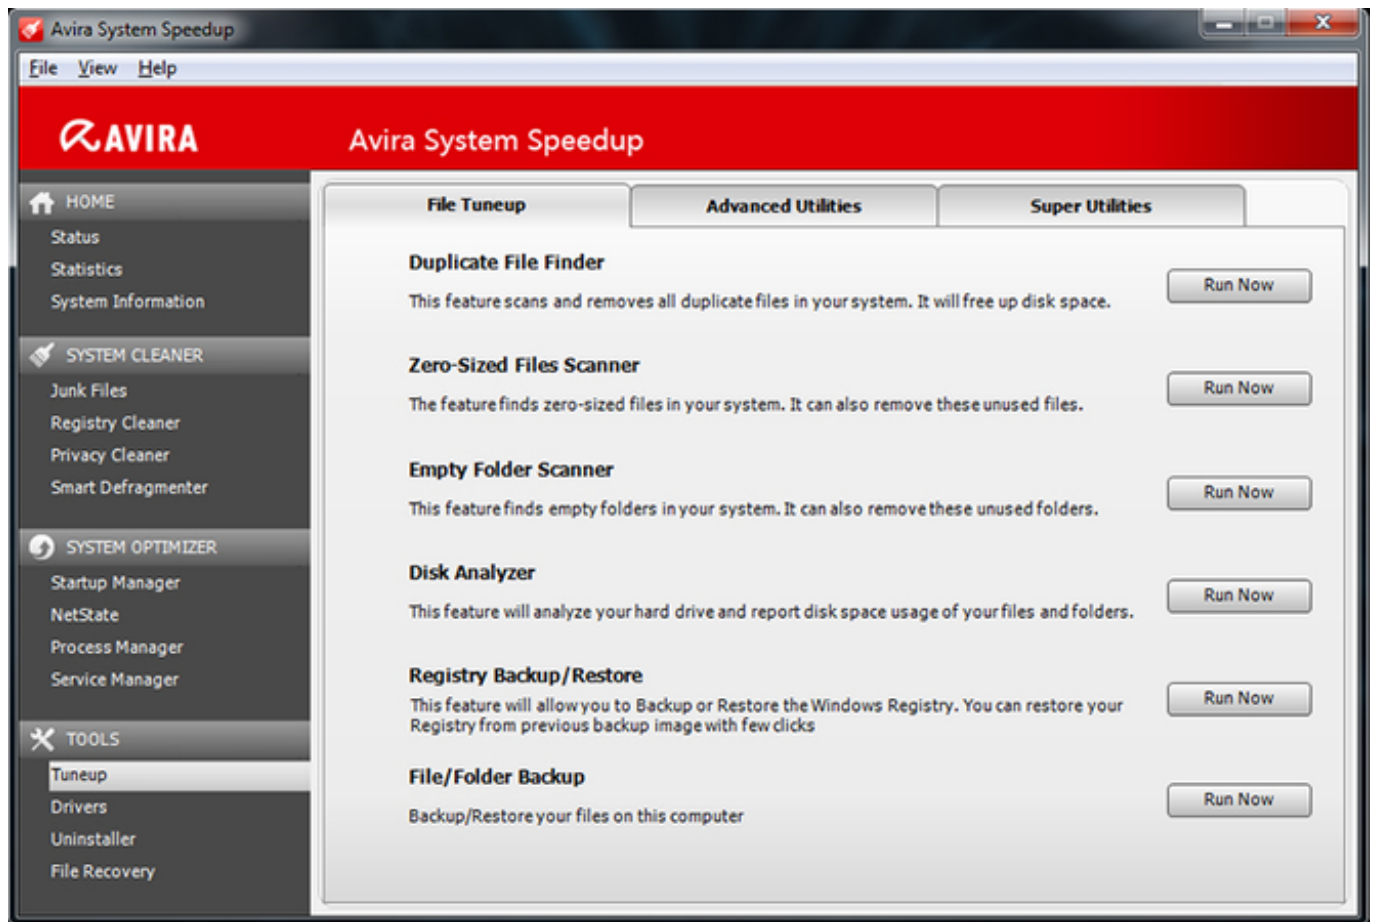 Avira System Speedup
File View Help
AVIRA
Avira System Speedup
HOME
Status
Statistics
System Information
SYSTEM CLEANER
Junk Files
Registry Cleaner
Privacy Cleaner
Smart Defragmenter
SYSTEM OPTIMIZER
Startup Manager
NetState
Process Manager
Service Manager
TOOLS
Tuneup
Drivers
Uninstaller
File Recovery
File Tuneup
Advanced Utilities
Super Utilities
Duplicate File Finder
This feature scans and removes all duplicate files in your system. It will free up disk space.
Run Now
Zero-Sized Files Scanner
The feature finds zero-sized files in your system. It can also remove these unused files.
Run Now
Empty Folder Scanner
This feature finds empty folders in your system. It can also remove these unused folders.
Run Now
Disk Analyzer
This feature will analyze your hard drive and report disk space usage of your files and folders.
Run Now
Registry Backup/Restore
This feature will allow you to Backup or Restore the Windows Registry. You can restore your
Registry from previous backup image with few clicks
Run Now
File/Folder Backup
Backup/Restore your files on this computer
Run Now